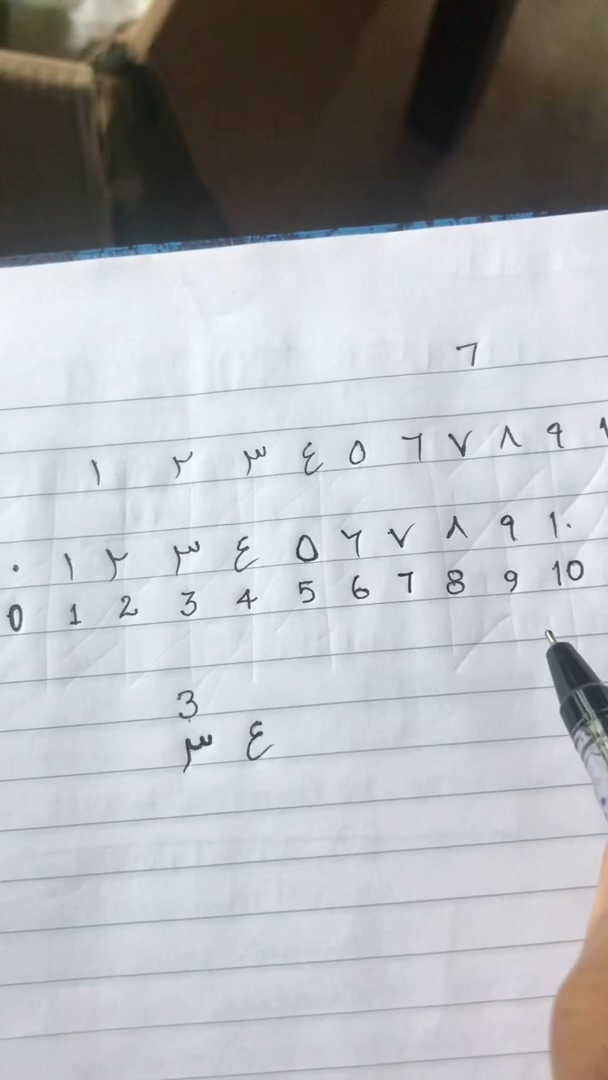 ٦
١ ٢ ٣ ٤ ٥ ٦ ٧ ٨ ٩
٠ ١ ٢ ٣ ٤ ٥ ٦ ٧ ٨ ٩ ١٠
0 1 2 3 4 5 6 7 8 9 10
3
٣ ٤